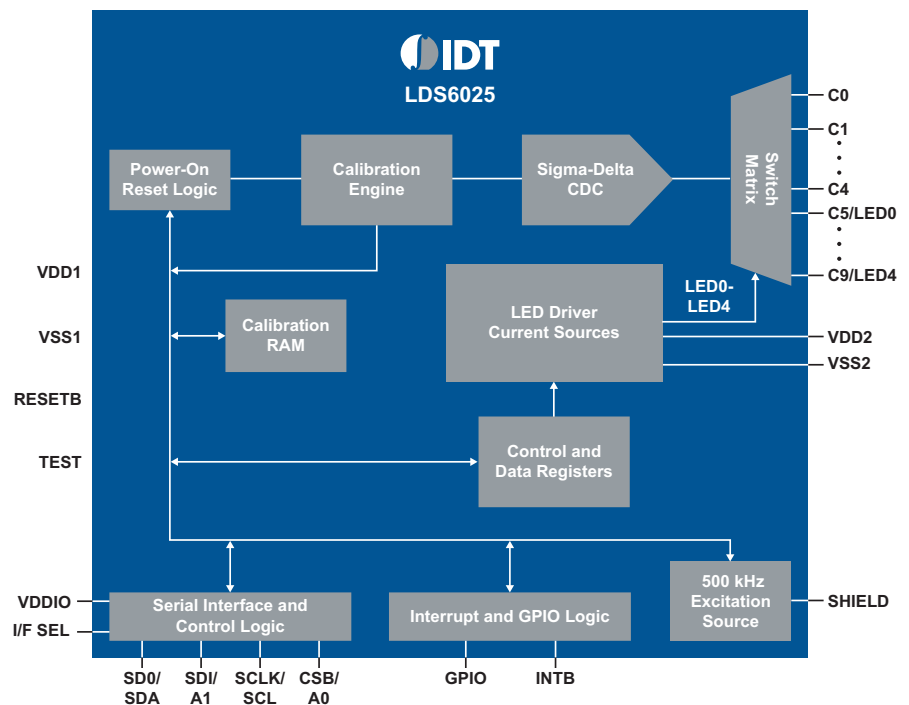 IDT
LDS6025
Power-On
Reset Logic
Calibration
Engine
Sigma-Delta
CDC
Switch
Matrix
C0
C1
C4
C5/LED0
C9/LED4
VDD1
VSS1
RESETB
TEST
Calibration
RAM
LED Driver
Current Sources
LED0-
LED4
VDD2
VSS2
Control and
Data Registers
VDDIO
I/F SEL
Serial Interface and
Control Logic
Interrupt and GPIO Logic
500 kHz
Excitation
Source
SHIELD
SD0/
SDA
SDI/
A1
SCLK/
SCL
CSB/
A0
GPIO
INTB